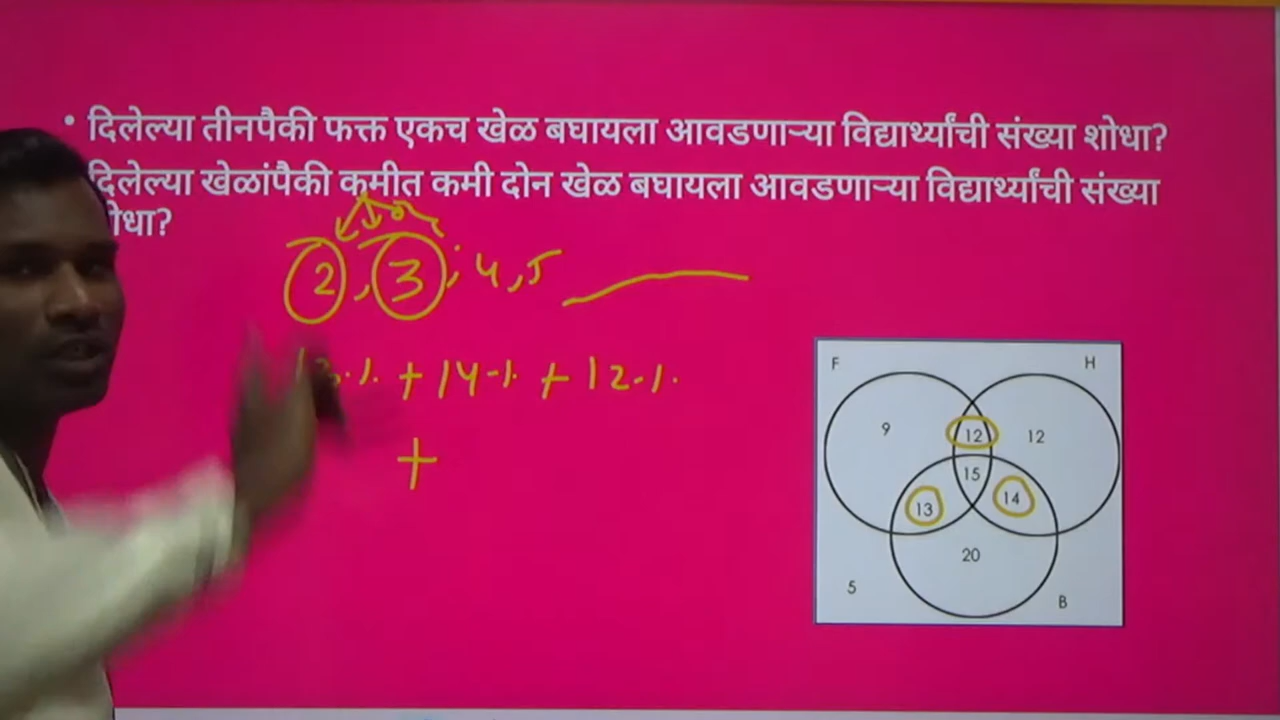 • दिलेल्या तीनपैकी फक्त एकच खेळ बघायला आवडणाऱ्या विद्यार्थ्यांची संख्या शोधा?
दिलेल्या खेळांपैकी कमीत कमी दोन खेळ बघायला आवडणाऱ्या विद्यार्थ्यांची संख्या
ोधा?
2, 3, 4, 5
+ 14% + 12%
+
F H
9 12 12
15
13 14
20
5 B